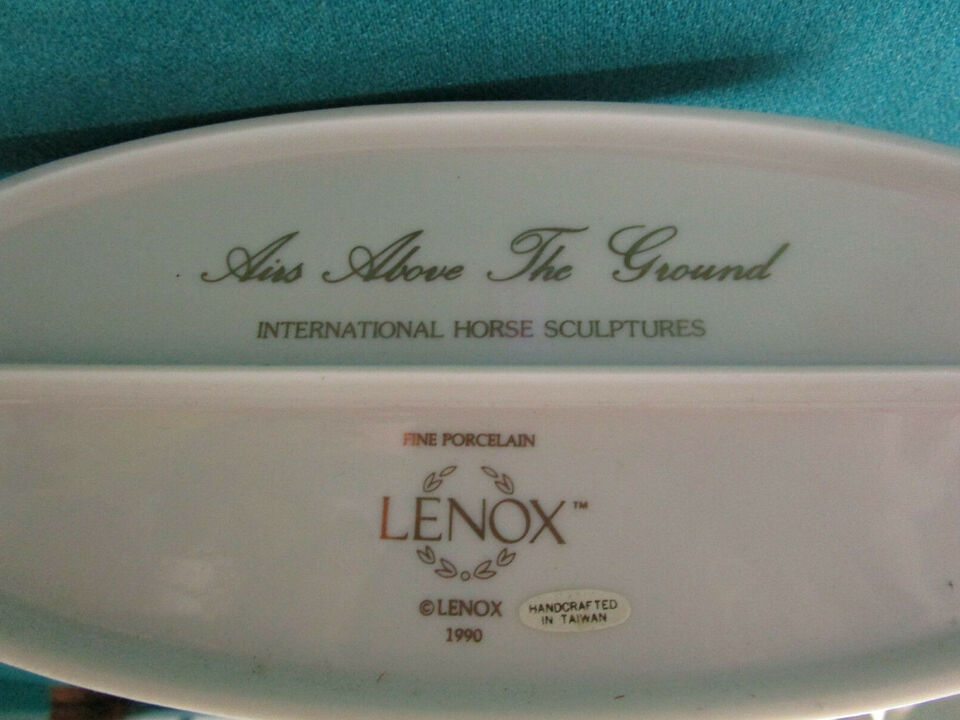 Airs Above The Ground
INTERNATIONAL HORSE SCULPTURES
FINE PORCELAIN
LENOX™
©LENOX
1990
HANDCRAFTED
IN TAIWAN